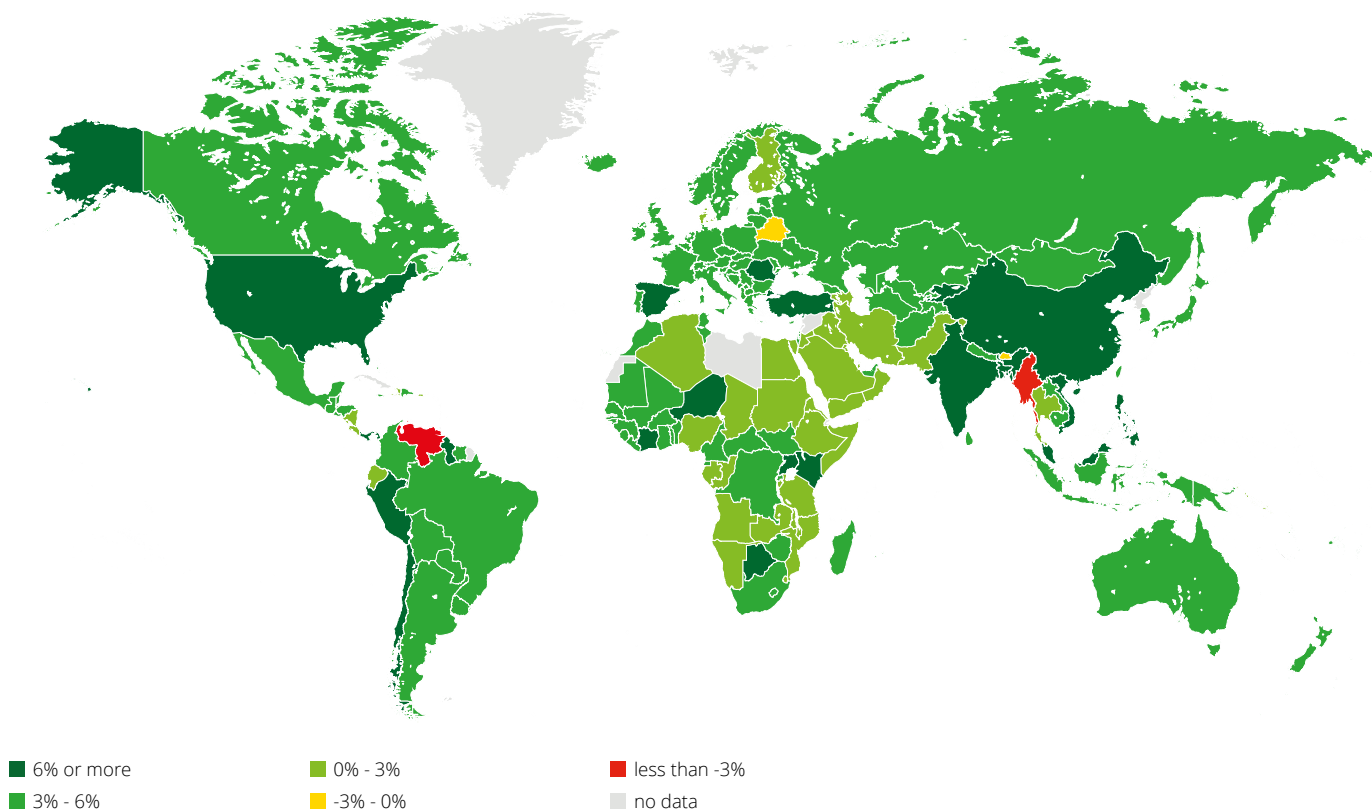 6% or more
3% - 6%
0% - 3%
-3% - 0%
less than -3%
no data